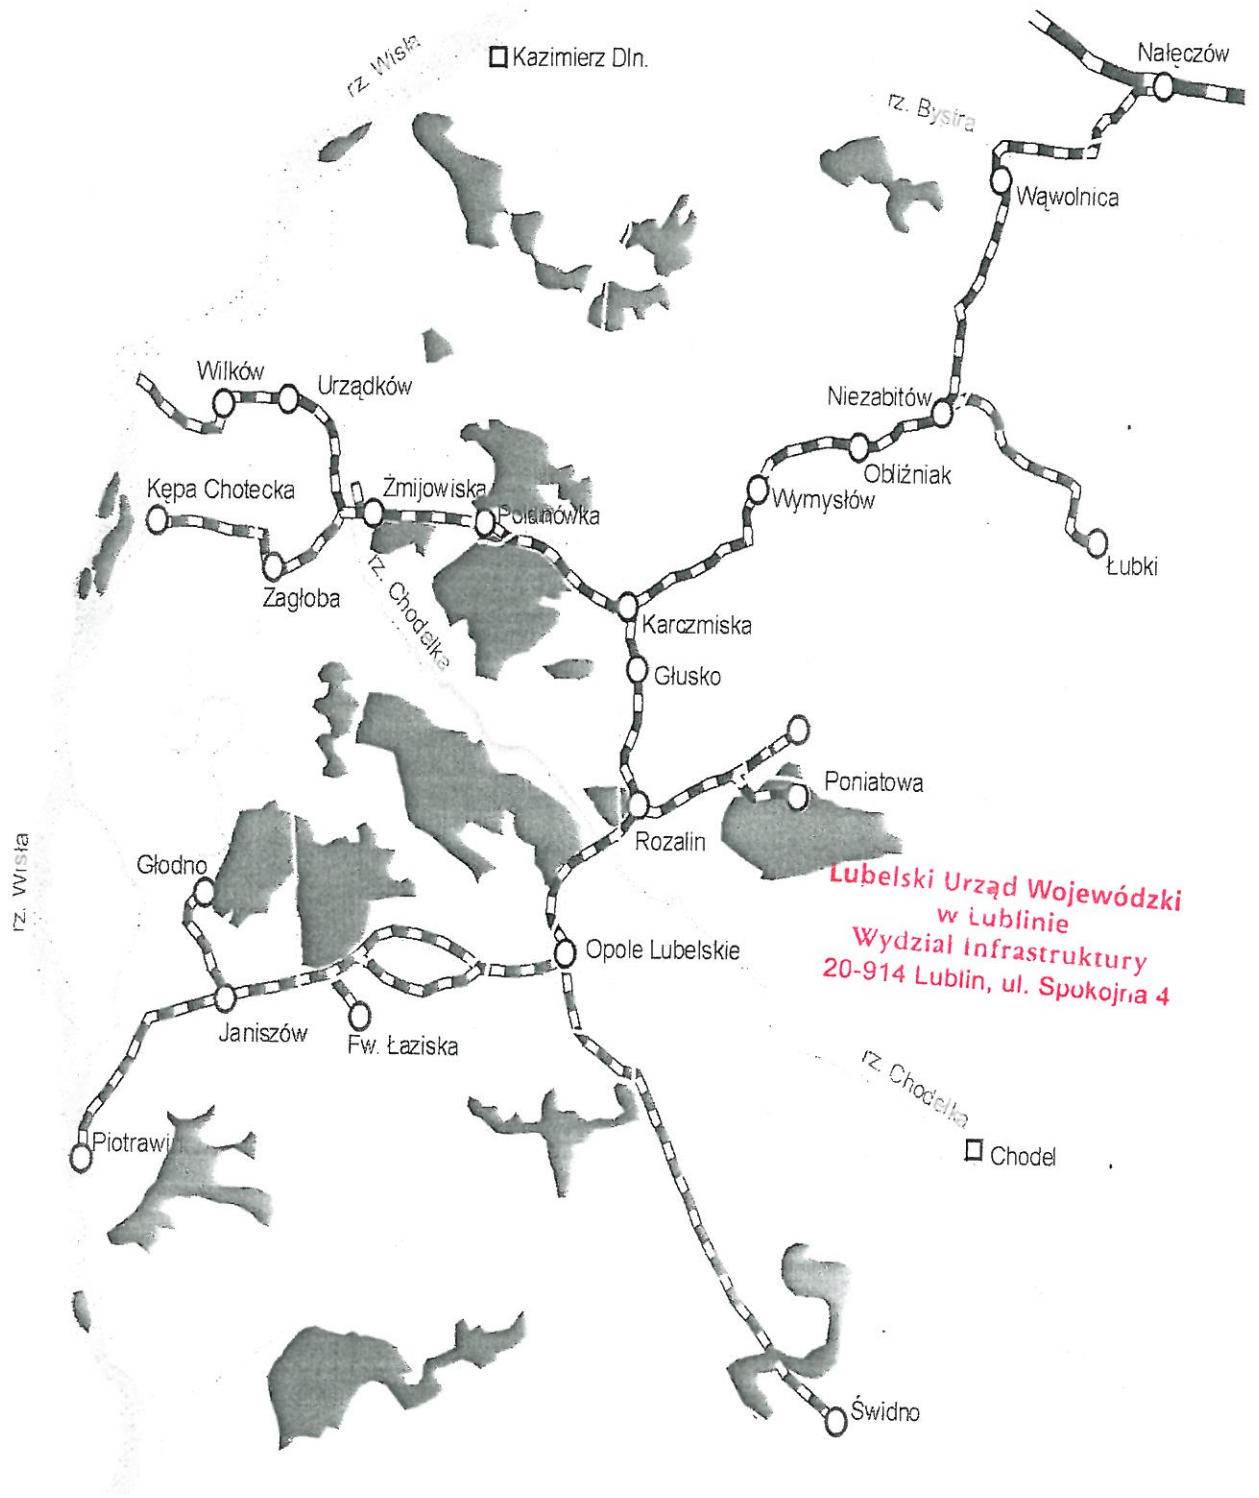 rz. Wisła
Kazimierz Dln.
Nałęczów
rz. Bystra
Wąwolnica
Wilków
Urządków
Niezabitów
Obliźniak
Wymysłów
Łubki
Kępa Chotecka
Żmijowiska
Polanówka
Zagłoba
rz. Chodelka
Karczmiska
Głusko
Poniatowa
Rozalin
rz. Wisła
Głodno
Lubelski Urząd Wojewódzki
w Lublinie
Wydział Infrastruktury
20-914 Lublin, ul. Spokojna 4
Opole Lubelskie
Janiszów
Fw. Łaziska
rz. Chodelka
Piotrawin
Chodel
Świdno